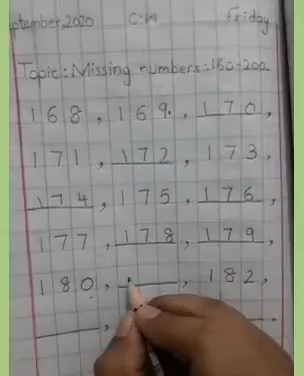 ptember,2020 C:W Friday
Topic:Missing numbers:160-200
168, 169, 170,
171, 172, 173,
174, 175, 176,
177, 178, 179,
180, , 182,